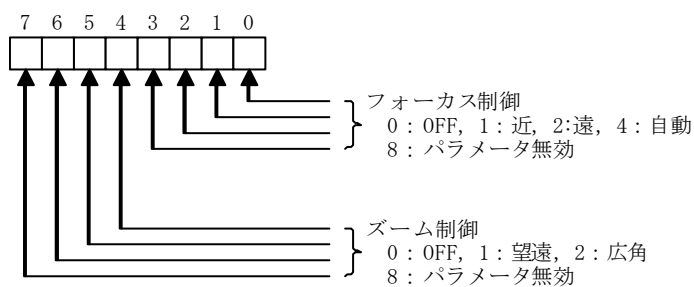 7 6 5 4 3 2 1 0
フォーカス制御
0：OFF, 1：近, 2:遠, 4：自動
8：パラメータ無効
ズーム制御
0：OFF, 1：望遠, 2：広角
8：パラメータ無効